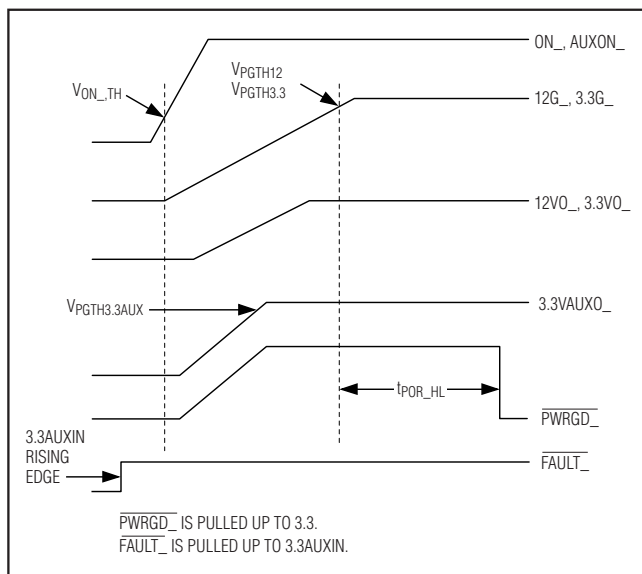 ON_, AUXON_
V_ON_,TH
V_PGTH12
V_PGTH3.3
12G_, 3.3G_
12VO_, 3.3VO_
V_PGTH3.3AUX
3.3VAUXO_
t_POR_HL
PWRGD_
3.3AUXIN
RISING
EDGE
FAULT_
PWRGD_ IS PULLED UP TO 3.3.
FAULT_ IS PULLED UP TO 3.3AUXIN.